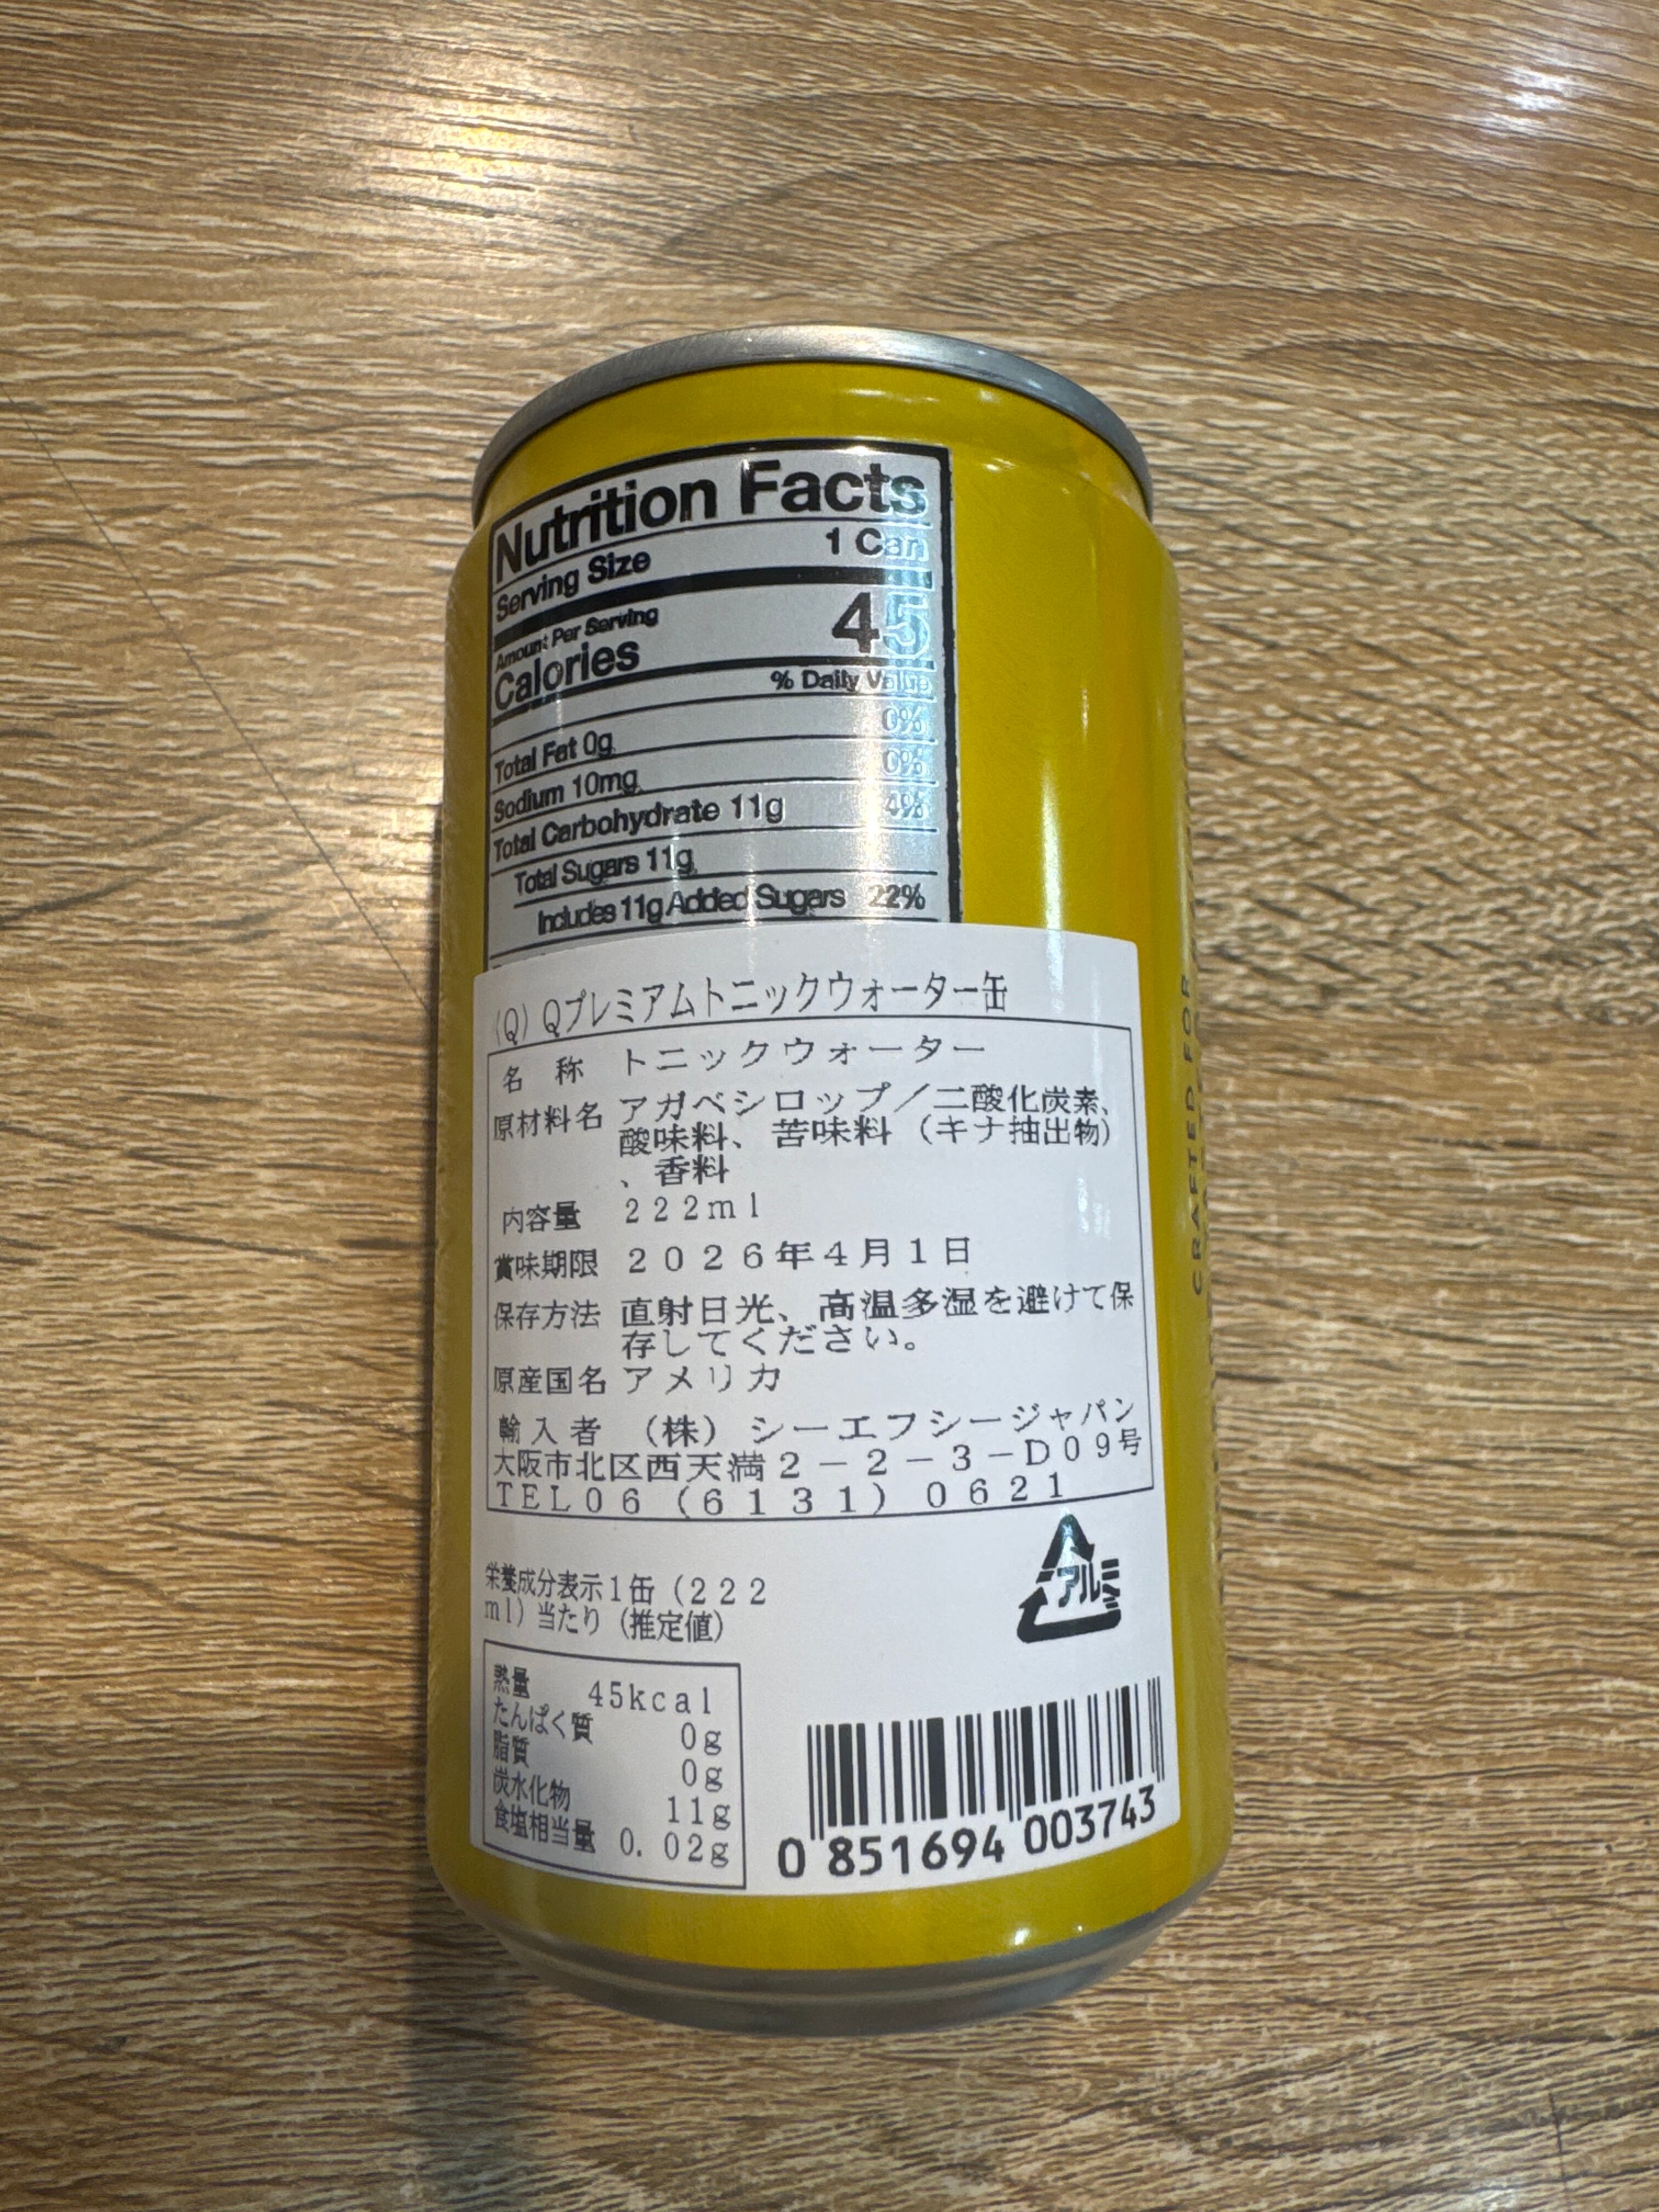 Nutrition Facts
Serving Size 1 Can
Amount Per Serving
Calories 45
% Daily Value
Total Fat 0g 0%
Sodium 10mg 0%
Total Carbohydrate 11g 4%
Total Sugars 11g
Includes 11g Added Sugars 22%
(Q) Qプレミアムトニックウォーター缶
名 称 トニックウォーター
原材料名 アガベシロップ／二酸化炭素、
酸味料、苦味料（キナ抽出物）
、香料
内容量 222ml
賞味期限 2026年4月1日
保存方法 直射日光、高温多湿を避けて保
存してください。
原産国名 アメリカ
輸入者 （株）シーエフシージャパン
大阪市北区西天満2－2－3－D09号
TEL06（6131）0621
アルミ
栄養成分表示1缶（222
ml）当たり（推定値）
熱量 45kcal
たんぱく質 0g
脂質 0g
炭水化物 11g
食塩相当量 0.02g
0 851694 003743
CRAFTED FOR